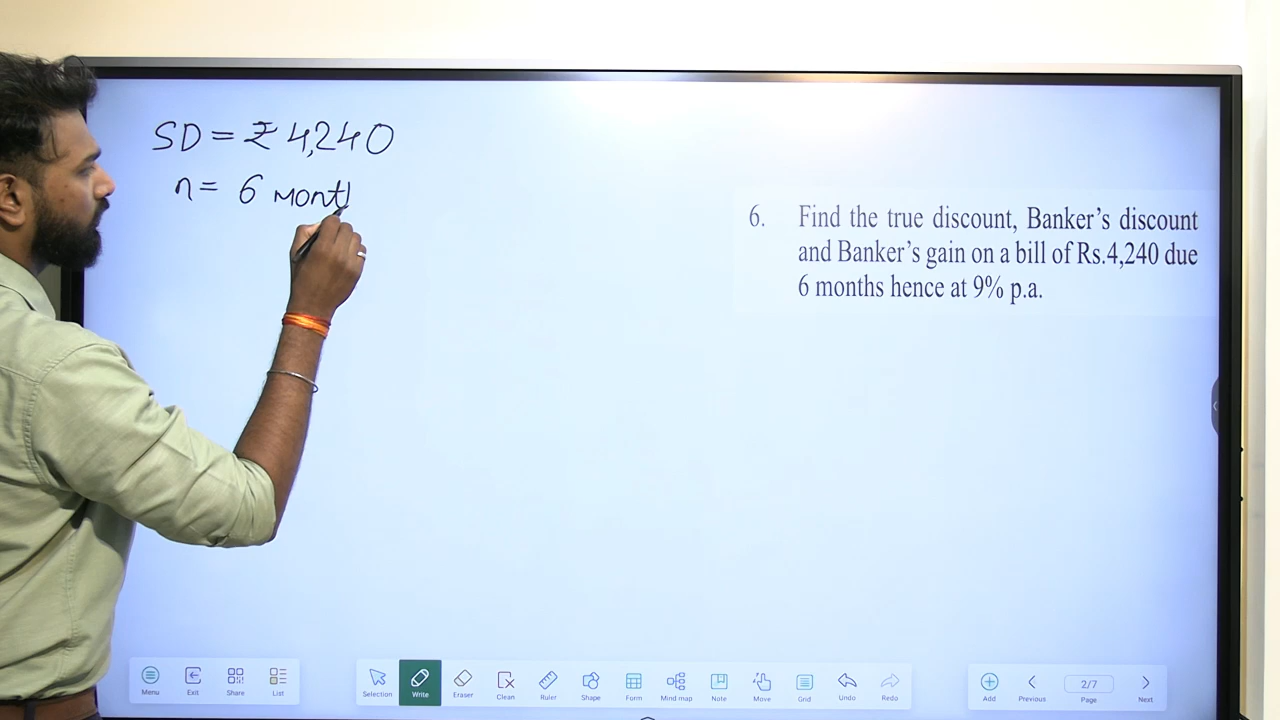 SD = ₹ 4,240
n = 6 mont
6. Find the true discount, Banker's discount
and Banker's gain on a bill of Rs.4,240 due
6 months hence at 9% p.a.
Menu Exit Share List Selection Write Eraser Clean Ruler Shape Form Mind map Note Move Grid Undo Redo Add Previous 2/7 Page Next